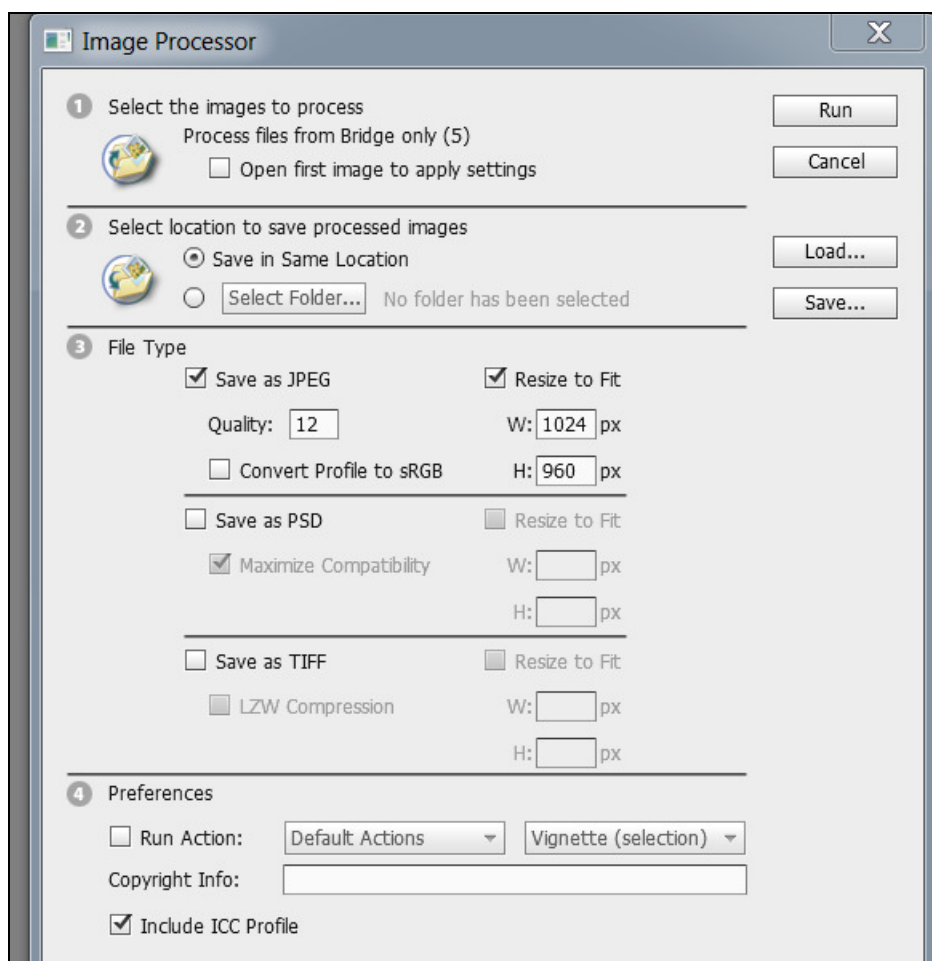 Image Processor
1 Select the images to process
Run
Process files from Bridge only (5)
Open first image to apply settings
Cancel
2 Select location to save processed images
Save in Same Location
Load...
Select Folder... No folder has been selected
Save...
3 File Type
Save as JPEG Resize to Fit
Quality: 12 W: 1024 px
Convert Profile to sRGB H: 960 px
Save as PSD Resize to Fit
Maximize Compatibility W: px
H: px
Save as TIFF Resize to Fit
LZW Compression W: px
H: px
4 Preferences
Run Action: Default Actions Vignette (selection)
Copyright Info:
Include ICC Profile